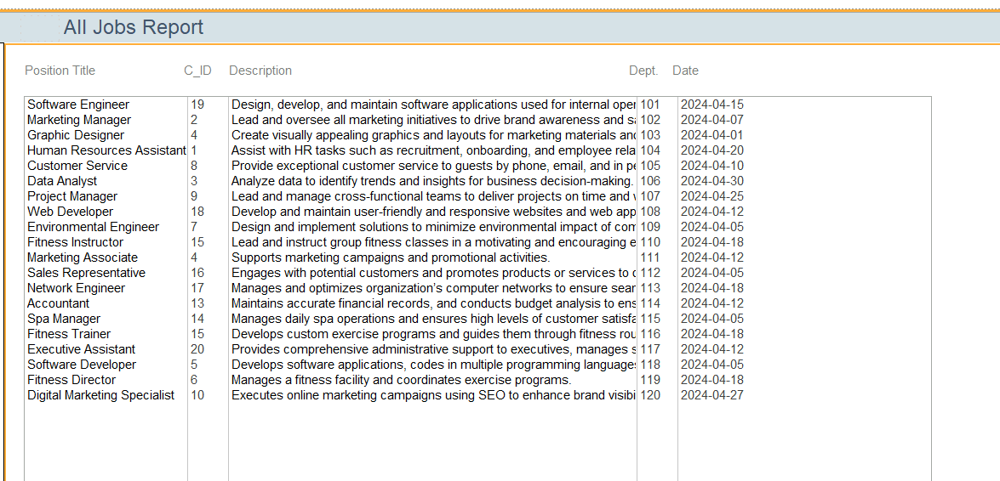 All Jobs Report
Position Title C_ID Description Dept. Date
Software Engineer 19 Design, develop, and maintain software applications used for internal 101 2024-04-15
Marketing Manager 2 Lead and oversee all marketing initiatives to drive brand awareness and 102 2024-04-07
Graphic Designer 4 Create visually appealing graphics and layouts for marketing materials 103 2024-04-01
Human Resources Assistant 1 Assist with HR tasks such as recruitment, onboarding, and employee 104 2024-04-20
Customer Service 8 Provide exceptional customer service to guests by phone, email, and in 105 2024-04-10
Data Analyst 3 Analyze data to identify trends and insights for business decision-making. 106 2024-04-30
Project Manager 9 Lead and manage cross-functional teams to deliver projects on time and 107 2024-04-25
Web Developer 18 Develop and maintain user-friendly and responsive websites and web app 108 2024-04-12
Environmental Engineer 7 Design and implement solutions to minimize environmental impact of 109 2024-04-05
Fitness Instructor 15 Lead and instruct group fitness classes in a motivating and encouraging 110 2024-04-18
Marketing Associate 4 Supports marketing campaigns and promotional activities. 111 2024-04-12
Sales Representative 16 Engages with potential customers and promotes products or services to 112 2024-04-05
Network Engineer 17 Manages and optimizes organization's computer networks to ensure 113 2024-04-18
Accountant 13 Maintains accurate financial records, and conducts budget analysis to 114 2024-04-12
Spa Manager 14 Manages daily spa operations and ensures high levels of customer 115 2024-04-05
Fitness Trainer 15 Develops custom exercise programs and guides them through fitness 116 2024-04-18
Executive Assistant 20 Provides comprehensive administrative support to executives, manages 117 2024-04-12
Software Developer 5 Develops software applications, codes in multiple programming language 118 2024-04-05
Fitness Director 6 Manages a fitness facility and coordinates exercise programs. 119 2024-04-18
Digital Marketing Specialist 10 Executes online marketing campaigns using SEO to enhance brand 120 2024-04-27